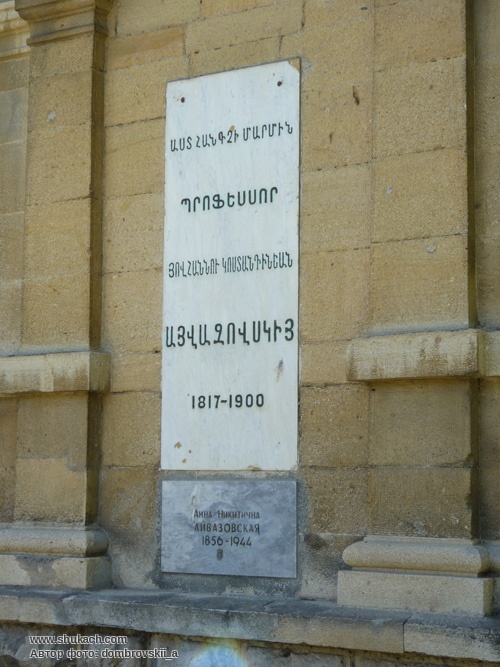 ԱՍՏ ՀԱՆԳՉԻ ՄԱՐՄԻՆ
ՊՐՈՖԵՍՍՈՐ
ՅՈՎՀԱՆՆՈՒ ԿՈՍՏԱՆԴԻՆԵԱՆ
ԱՅՎԱԶՈՎՍԿԻՅ
1817-1900
Анна Никитична
АЙВАЗОВСКАЯ
1856-1944
www.shukach.com
Автор фото: dombrovskii_a